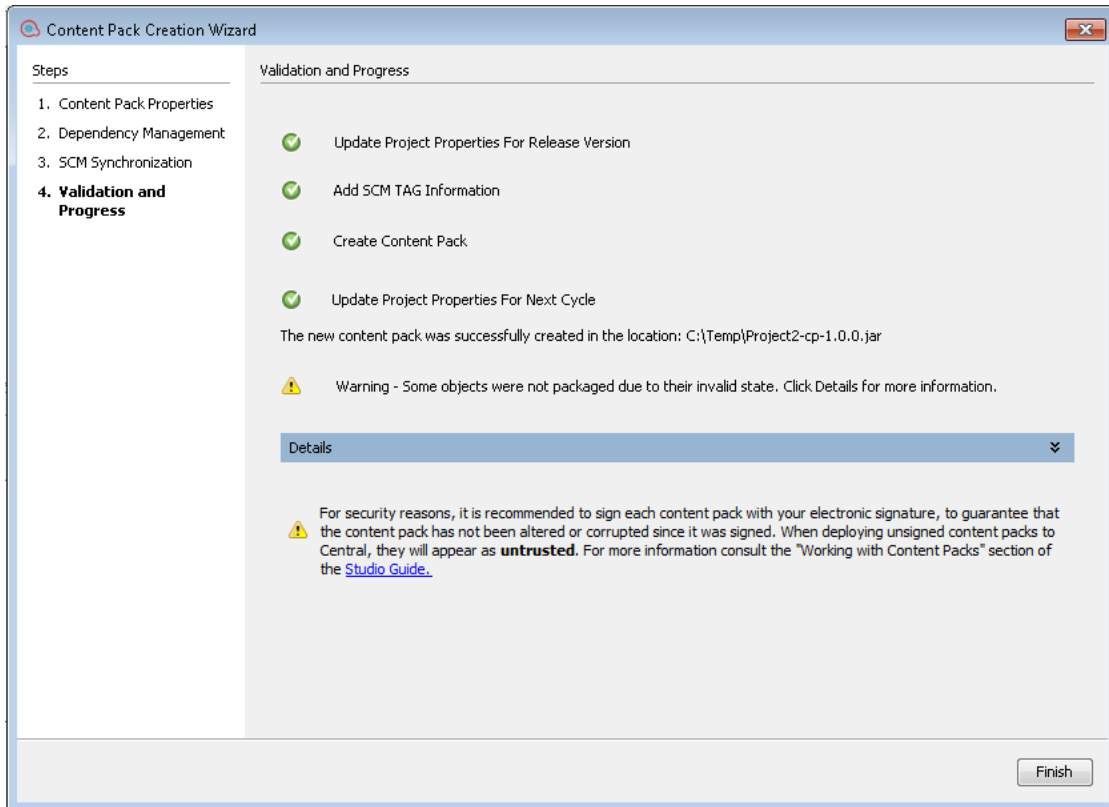 Content Pack Creation Wizard
Steps
1. Content Pack Properties
2. Dependency Management
3. SCM Synchronization
4. Validation and
Progress
Validation and Progress
Update Project Properties For Release Version
Add SCM TAG Information
Create Content Pack
Update Project Properties For Next Cycle
The new content pack was successfully created in the location: C:\Temp\Project2-cp-1.0.0.jar
Warning - Some objects were not packaged due to their invalid state. Click Details for more information.
Details
For security reasons, it is recommended to sign each content pack with your electronic signature, to guarantee that
the content pack has not been altered or corrupted since it was signed. When deploying unsigned content packs to
Central, they will appear as untrusted. For more information consult the "Working with Content Packs" section of
the Studio Guide.
Finish